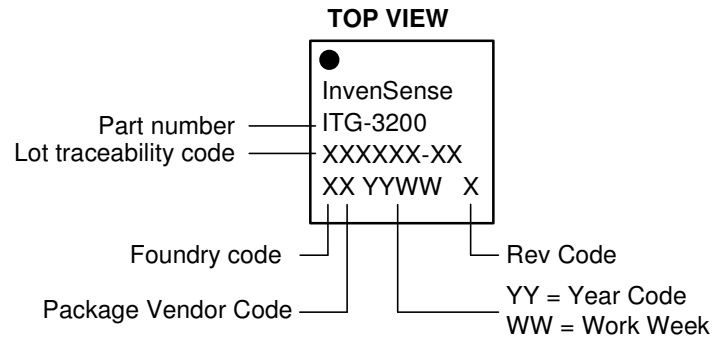 TOP VIEW
InvenSense
Part number
ITG-3200
Lot traceability code
XXXXXX-XX
XX YYWW X
Foundry code
Rev Code
Package Vendor Code
YY = Year Code
WW = Work Week